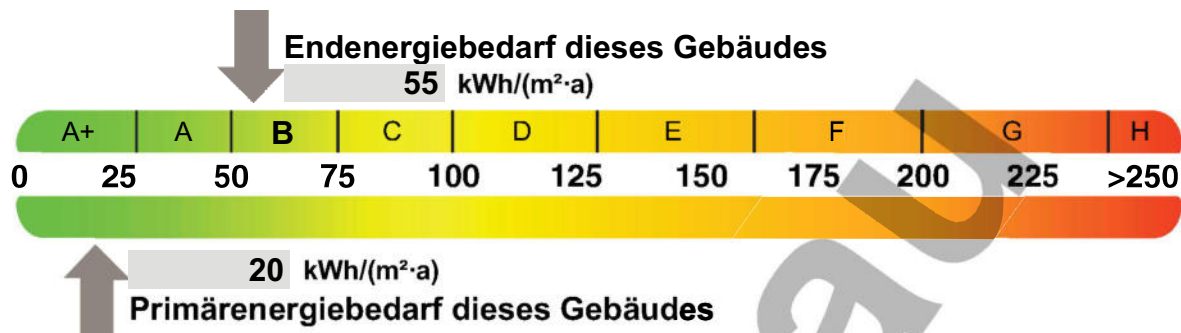 Endenergiebedarf dieses Gebäudes
55 kWh/(m²·a)
A+ A B C D E F G H
0 25 50 75 100 125 150 175 200 225 >250
20 kWh/(m²·a)
Primärenergiebedarf dieses Gebäudes